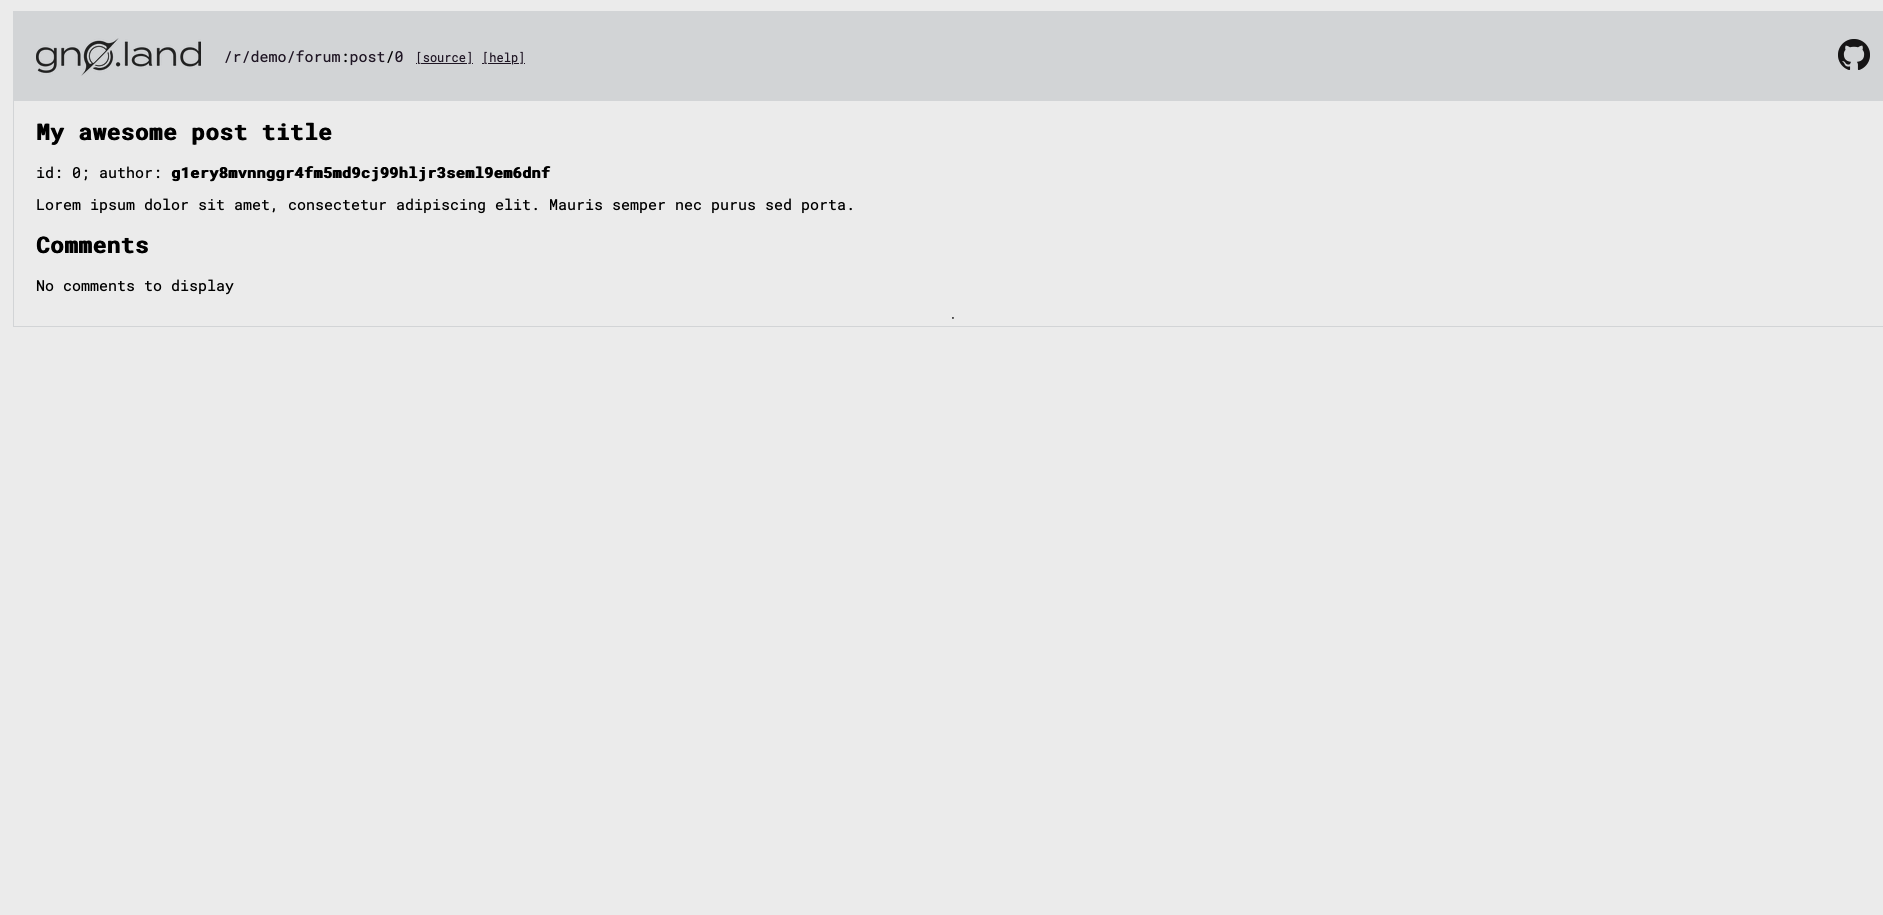 gno.land /r/demo/forum:post/0 [source] [help]
My awesome post title
id: 0; author: g1ery8mvnnggr4fm5md9cj99hljr3seml9em6dnf
Lorem ipsum dolor sit amet, consectetur adipiscing elit. Mauris semper nec purus sed porta.
Comments
No comments to display